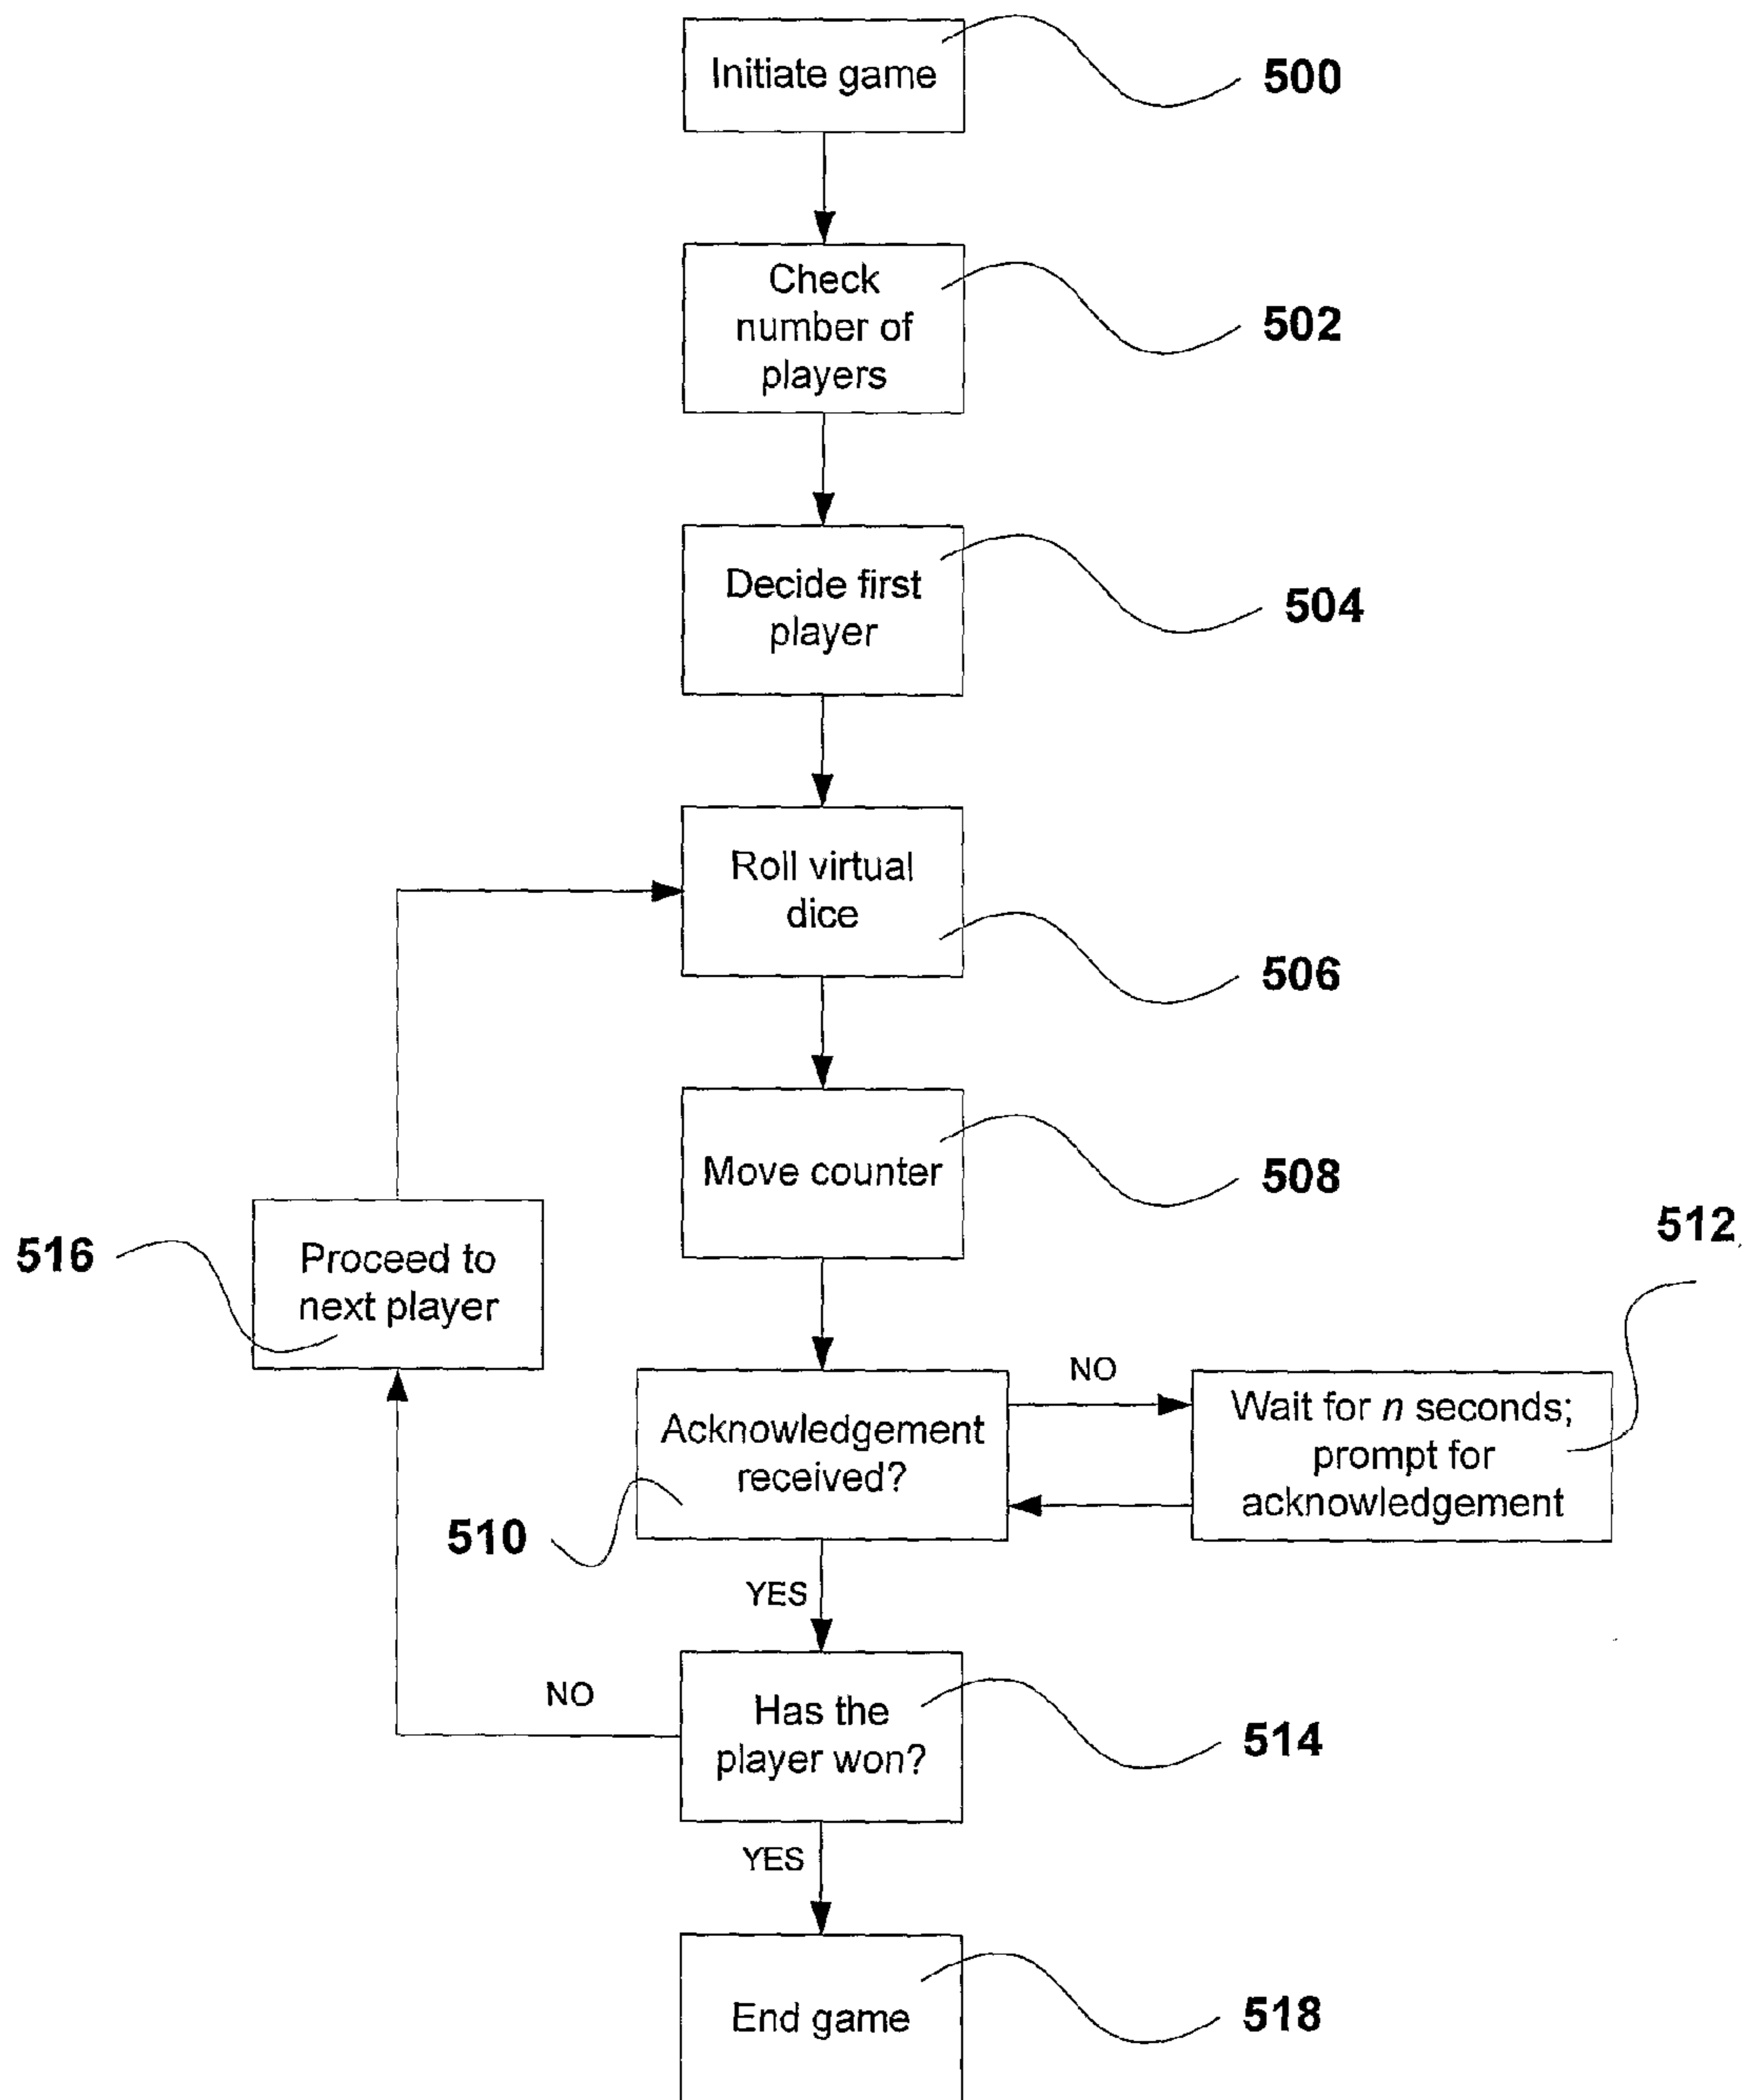 Initiate game
500
Check
number of
players
502
Decide first
player
504
Roll virtual
dice
506
Move counter
508
512
516
Proceed to
next player
Acknowledgement
received?
NO
Wait for n seconds;
prompt for
acknowledgement
510
YES
NO
Has the
player won?
514
YES
End game
518